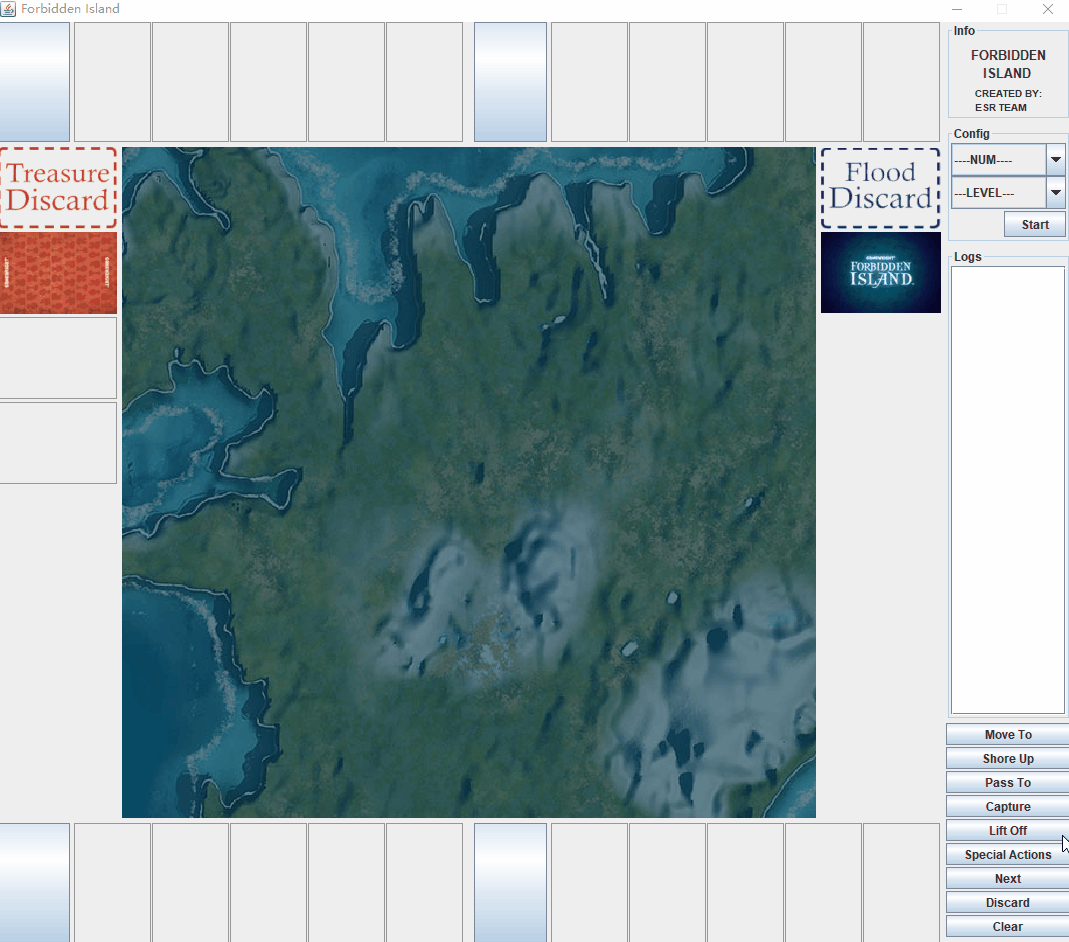 Forbidden Island
Info
FORBIDDEN
ISLAND
CREATED BY:
ESR TEAM
Config
----NUM----
---LEVEL---
Start
Treasure
Discard
Flood
Discard
FORBIDDEN
ISLAND
Logs
Move To
Shore Up
Pass To
Capture
Lift Off
Special Actions
Next
Discard
Clear